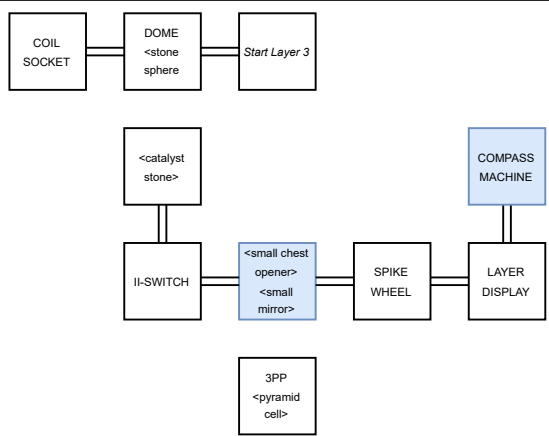 COIL
SOCKET
DOME
<stone
sphere
Start Layer 3
<catalyst
stone>
COMPASS
MACHINE
II-SWITCH
<small chest
opener>
<small
mirror>
SPIKE
WHEEL
LAYER
DISPLAY
3PP
<pyramid
cell>